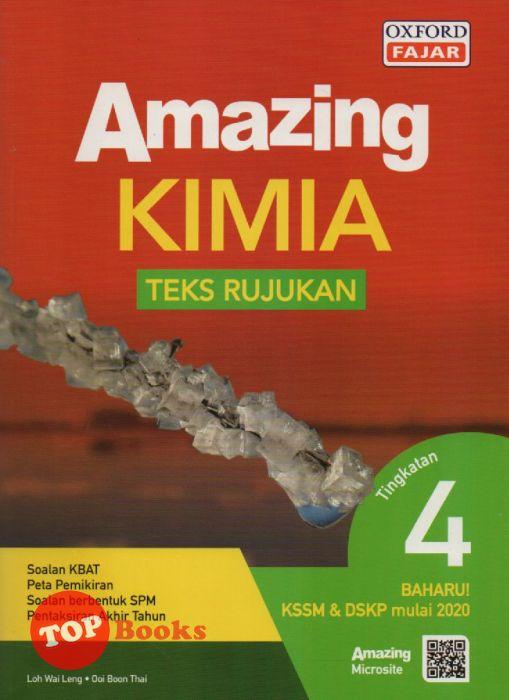 OXFORD
FAJAR
Amazing
KIMIA
TEKS RUJUKAN
Tingkatan
4
BAHARU!
KSSM & DSKP mulai 2020
Soalan KBAT
Peta Pemikiran
Soalan berbentuk SPM
Pentaksiran Akhir Tahun
TOP Books
Loh Wai Leng • Ooi Boon Thai
Amazing
Microsite